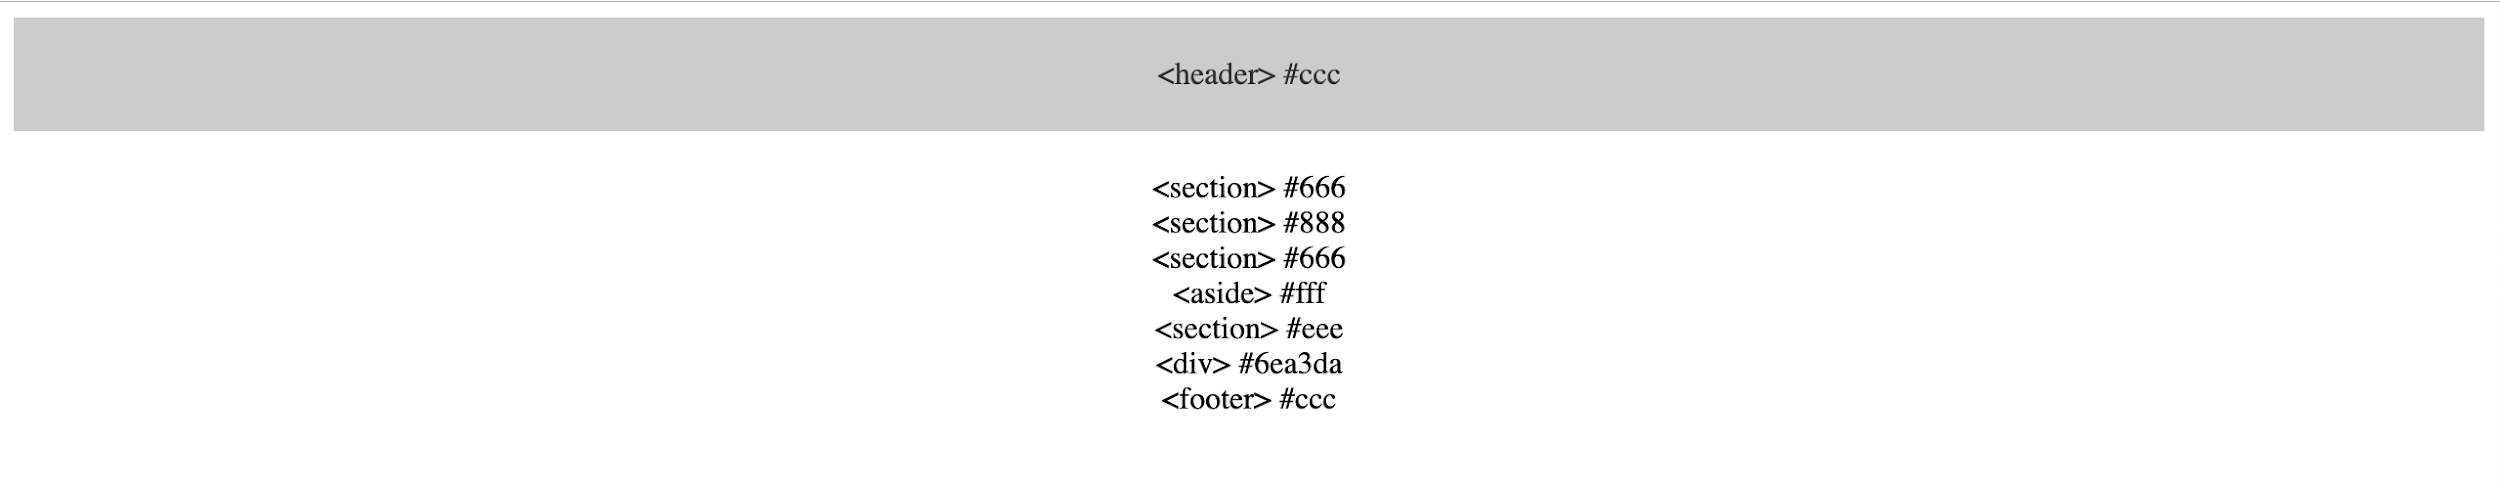 <header> #ccc
<section> #666
<section> #888
<section> #666
<aside> #fff
<section> #eee
<div> #6ea3da
<footer> #ccc